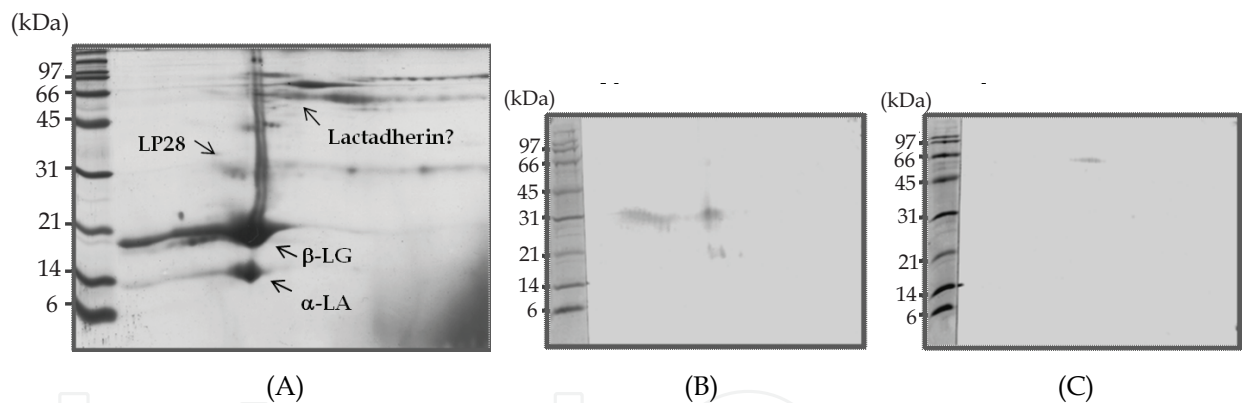 (kDa)
97
66
45
31
21
14
6
LP28
Lactadherin?
β-LG
α-LA
(A)
(kDa)
97
66
45
31
21
14
6
(B)
(kDa)
97
66
45
31
21
14
6
(C)